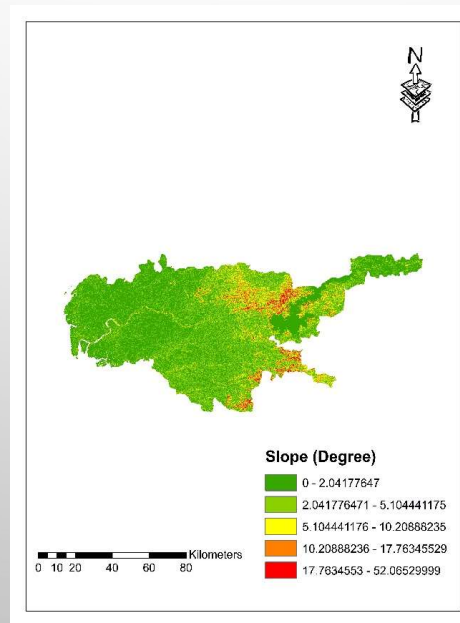 N
Slope (Degree)
0 - 2.04177647
2.041776471 - 5.104441175
5.104441176 - 10.20888235
10.20888236 - 17.76345529
17.7634553 - 52.06529999
Kilometers
0 10 20 40 60 80